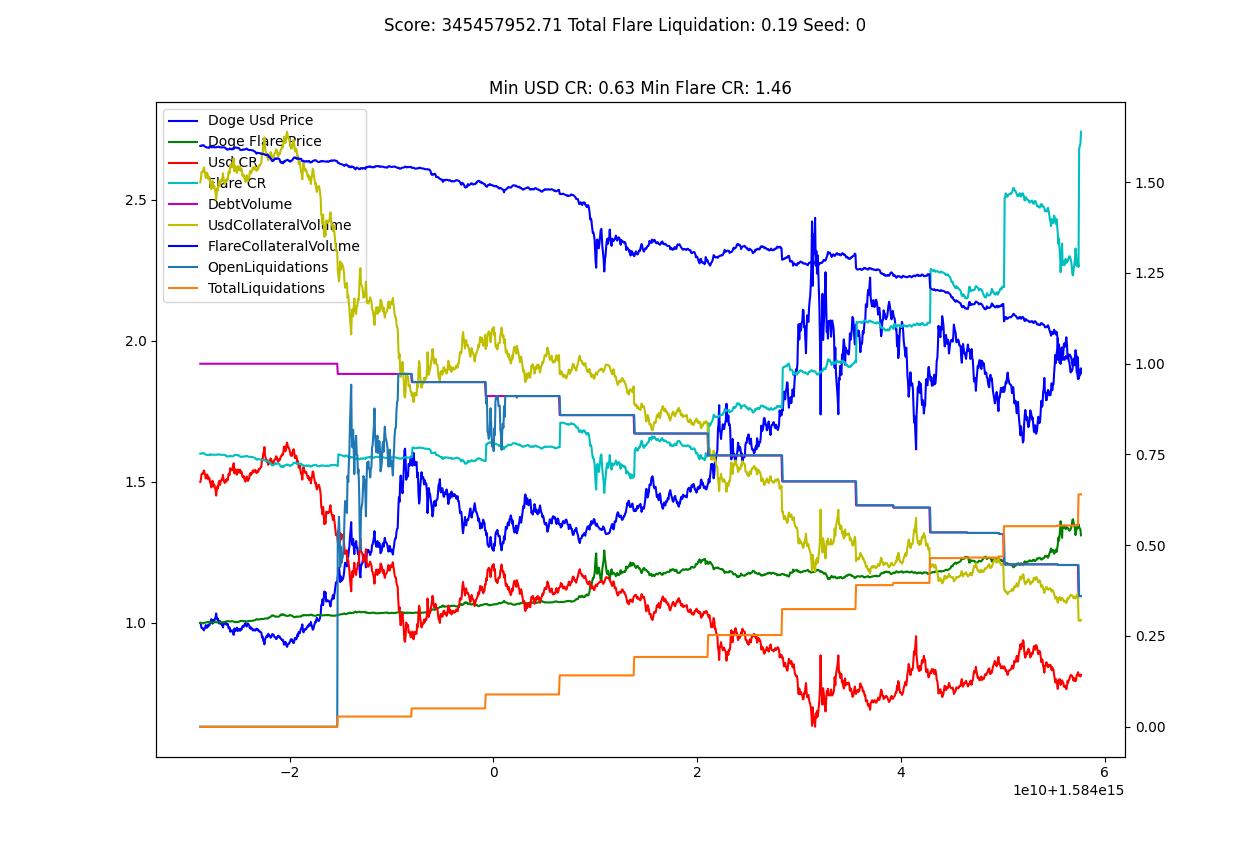 Score: 345457952.71 Total Flare Liquidation: 0.19 Seed: 0
Min USD CR: 0.63 Min Flare CR: 1.46
Doge Usd Price
Doge Flare Price
Usd CR
Flare CR
DebtVolume
UsdCollateralVolume
FlareCollateralVolume
OpenLiquidations
TotalLiquidations
2.5
2.0
1.5
1.0
1.50
1.25
1.00
0.75
0.50
0.25
0.00
−2
0
2
4
6
1e10+1.584e15